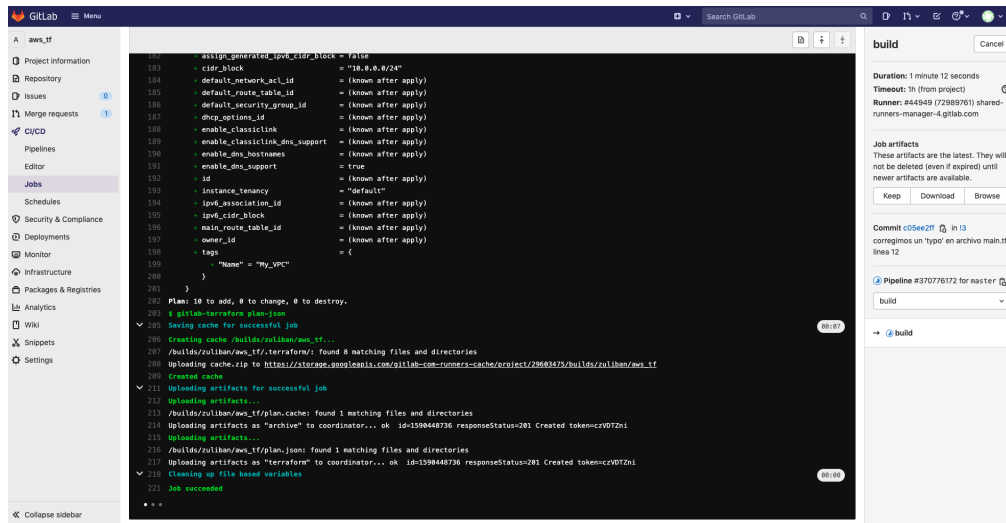 GitLab
Menu
Search GitLab
A aws_tf
Project information
Repository
Issues 0
Merge requests 1
CI/CD
Pipelines
Editor
Jobs
Schedules
Security & Compliance
Deployments
Monitor
Infrastructure
Packages & Registries
Analytics
Wiki
Snippets
Settings
Collapse sidebar
182 + assign_generated_ipv6_cidr_block = false
183 + cidr_block = "10.0.0.0/24"
184 + default_network_acl_id = (known after apply)
185 + default_route_table_id = (known after apply)
186 + default_security_group_id = (known after apply)
187 + dhcp_options_id = (known after apply)
188 + enable_classiclink = (known after apply)
189 + enable_classiclink_dns_support = (known after apply)
190 + enable_dns_hostnames = (known after apply)
191 + enable_dns_support = true
192 + id = (known after apply)
193 + instance_tenancy = "default"
194 + ipv6_association_id = (known after apply)
195 + ipv6_cidr_block = (known after apply)
196 + main_route_table_id = (known after apply)
197 + owner_id = (known after apply)
198 + tags = {
199 + "Name" = "My_VPC"
200 }
201 }
202 Plan: 10 to add, 0 to change, 0 to destroy.
203 $ gitlab-terraform plan-json
205 Saving cache for successful job 00:07
206 Creating cache /builds/zuliban/aws_tf...
207 /builds/zuliban/aws_tf/.terraform/: found 8 matching files and directories
208 Uploading cache.zip to https://storage.googleapis.com/gitlab-com-runners-cache/project/29603475/builds/zuliban/aws_tf
209 Created cache
211 Uploading artifacts for successful job
212 Uploading artifacts...
213 /builds/zuliban/aws_tf/plan.cache: found 1 matching files and directories
214 Uploading artifacts as "archive" to coordinator... ok id=1590448736 responseStatus=201 Created token=czVDTZni
215 Uploading artifacts...
216 /builds/zuliban/aws_tf/plan.json: found 1 matching files and directories
217 Uploading artifacts as "terraform" to coordinator... ok id=1590448736 responseStatus=201 Created token=czVDTZni
219 Cleaning up file based variables 00:00
221 Job succeeded
build
Cancel
Duration: 1 minute 12 seconds
Timeout: 1h (from project)
Runner: #44949 (72989761) shared-
runners-manager-4.gitlab.com
Job artifacts
These artifacts are the latest. They will
not be deleted (even if expired) until
newer artifacts are available.
Keep Download Browse
Commit c05ee2ff in !3
corregimos un 'typo' en archivo main.tf
linea 12
Pipeline #370776172 for master
build
→ build